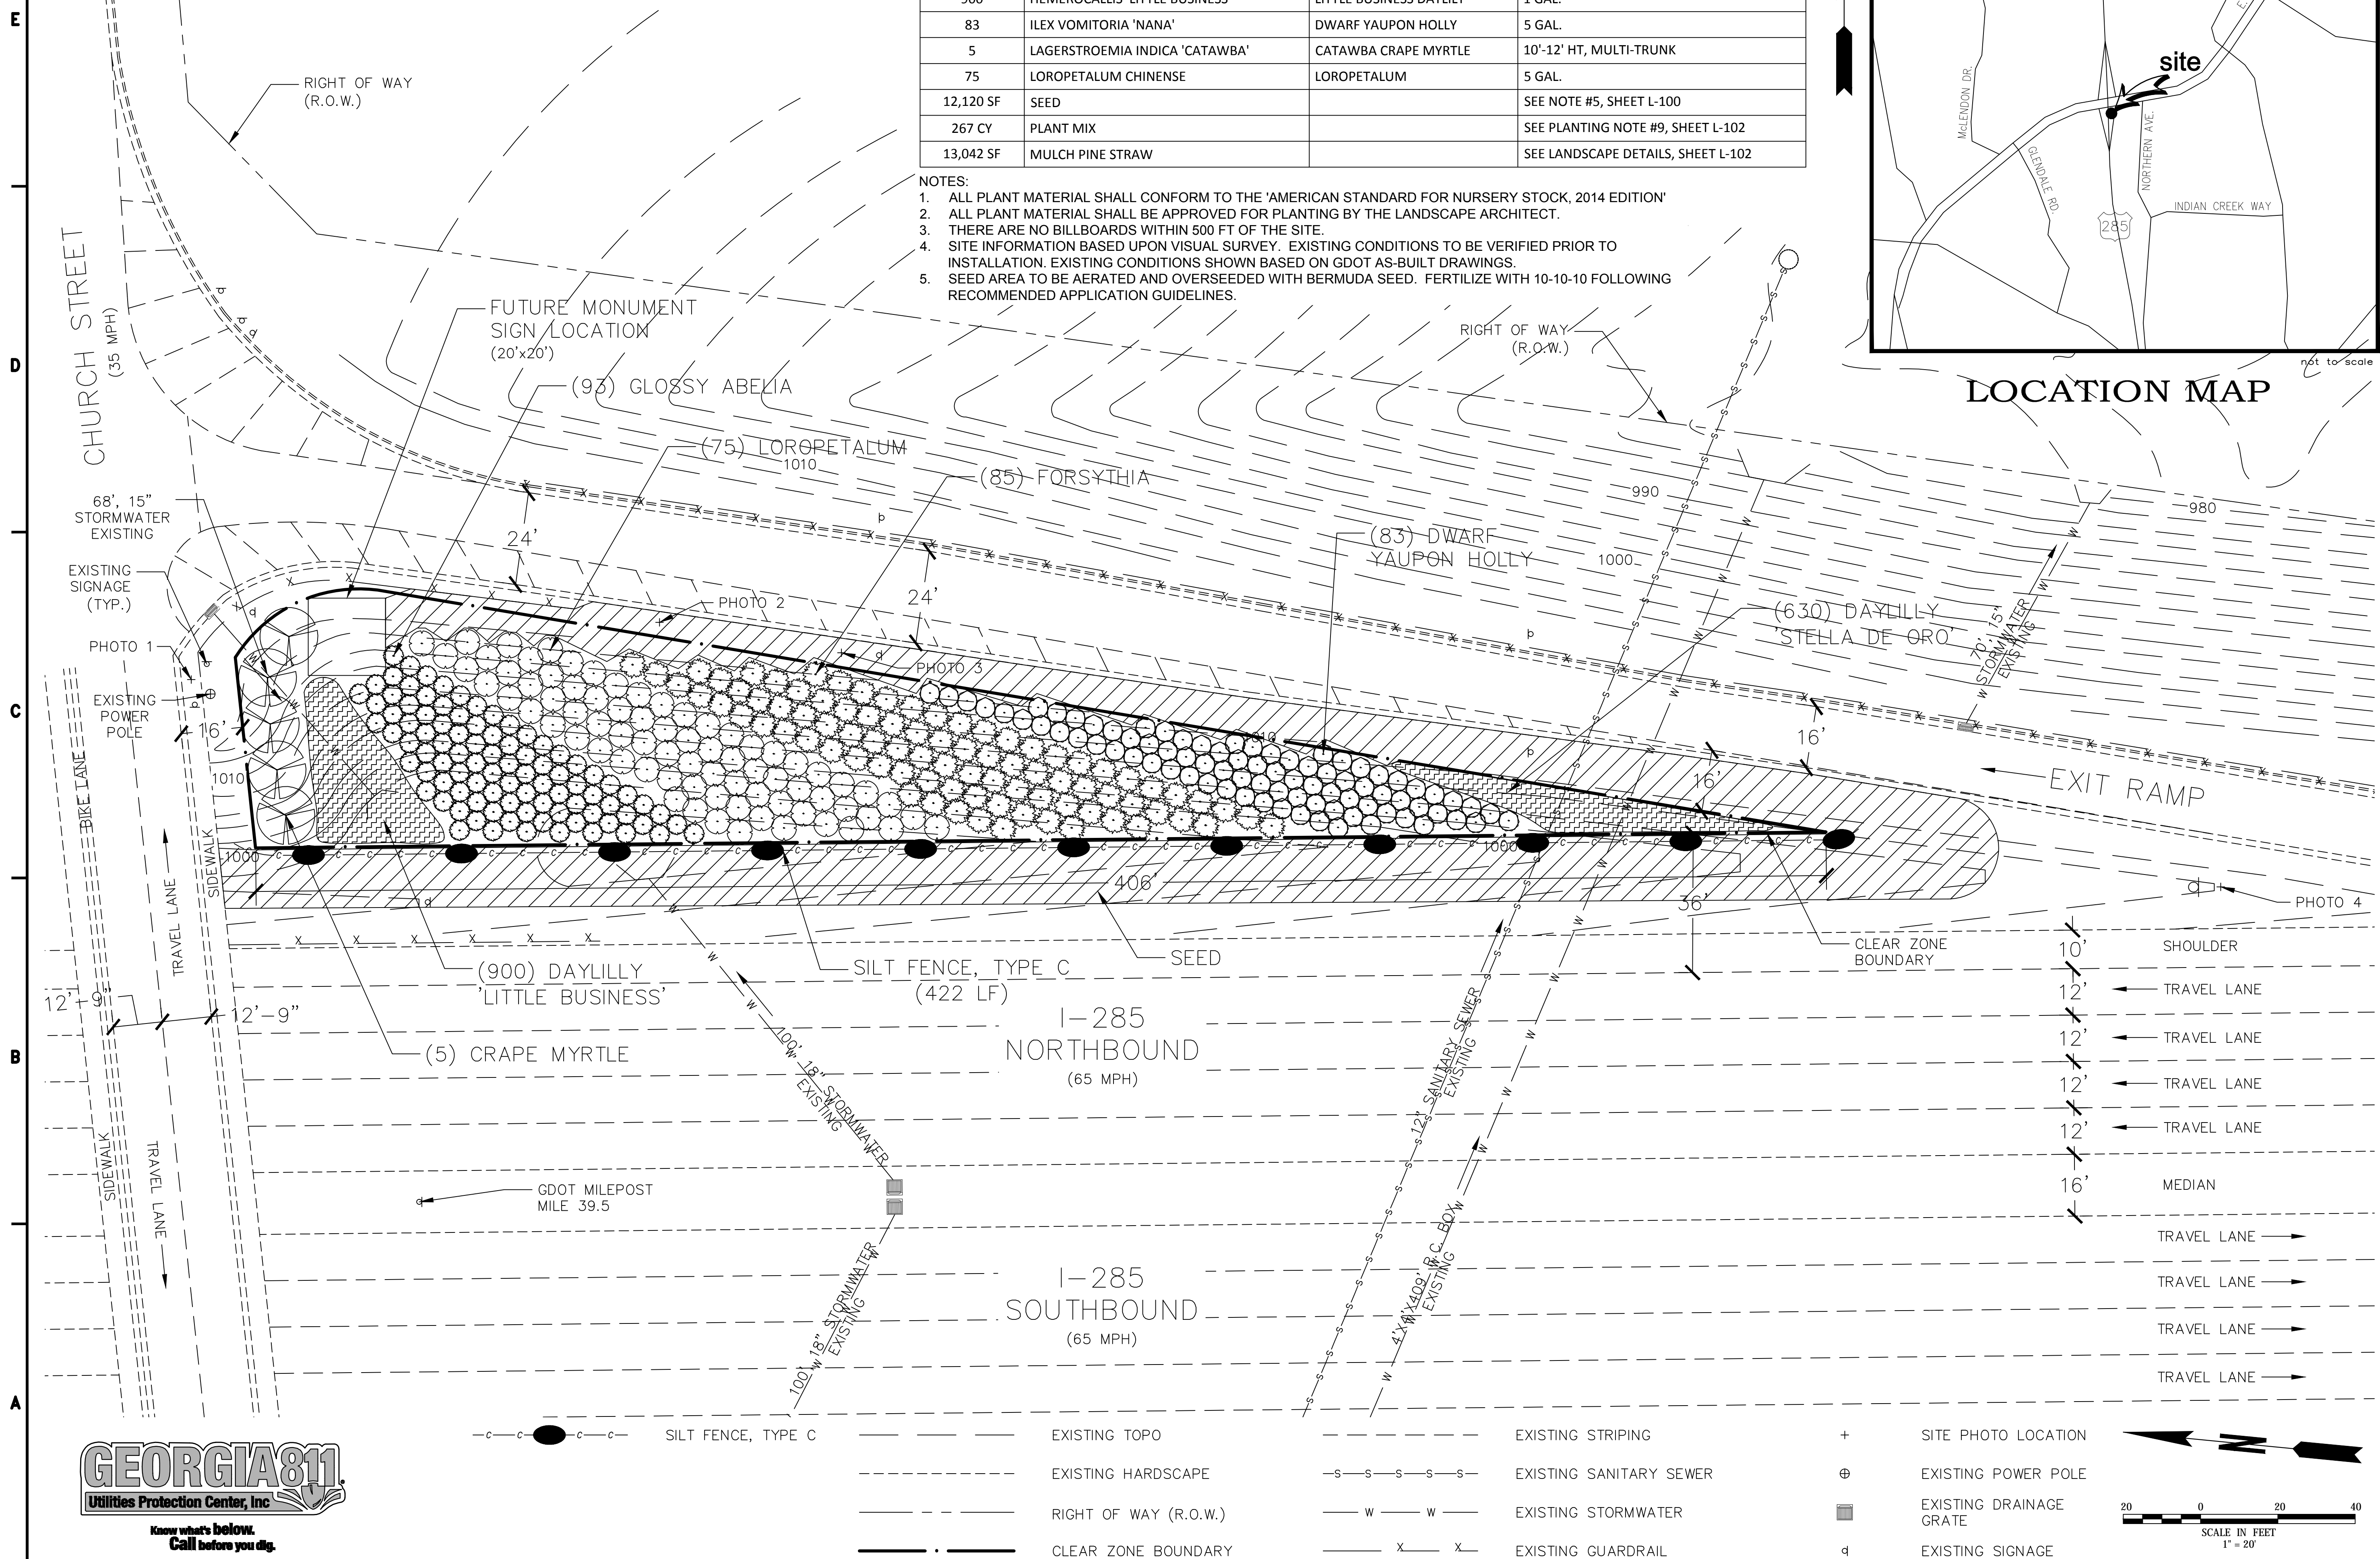 E
D
C
B
A
900 HEMEROCALLIS 'LITTLE BUSINESS' LITTLE BUSINESS DAYLILY 1 GAL.
83 ILEX VOMITORIA 'NANA' DWARF YAUPON HOLLY 5 GAL.
5 LAGERSTROEMIA INDICA 'CATAWBA' CATAWBA CRAPE MYRTLE 10'-12' HT, MULTI-TRUNK
75 LOROPETALUM CHINENSE LOROPETALUM 5 GAL.
12,120 SF SEED SEE NOTE #5, SHEET L-100
267 CY PLANT MIX SEE PLANTING NOTE #9, SHEET L-102
13,042 SF MULCH PINE STRAW SEE LANDSCAPE DETAILS, SHEET L-102
NOTES:
1. ALL PLANT MATERIAL SHALL CONFORM TO THE 'AMERICAN STANDARD FOR NURSERY STOCK, 2014 EDITION'
2. ALL PLANT MATERIAL SHALL BE APPROVED FOR PLANTING BY THE LANDSCAPE ARCHITECT.
3. THERE ARE NO BILLBOARDS WITHIN 500 FT OF THE SITE.
4. SITE INFORMATION BASED UPON VISUAL SURVEY. EXISTING CONDITIONS TO BE VERIFIED PRIOR TO
INSTALLATION. EXISTING CONDITIONS SHOWN BASED ON GDOT AS-BUILT DRAWINGS.
5. SEED AREA TO BE AERATED AND OVERSEEDED WITH BERMUDA SEED. FERTILIZE WITH 10-10-10 FOLLOWING
RECOMMENDED APPLICATION GUIDELINES.
site
McLENDON DR.
GLENDALE RD.
NORTHERN AVE.
INDIAN CREEK WAY
285
E.
not to scale
LOCATION MAP
RIGHT OF WAY
(R.O.W.)
CHURCH STREET
(35 MPH)
FUTURE MONUMENT
SIGN LOCATION
(20'x20')
(93) GLOSSY ABELIA
(75) LOROPETALUM
1010
(85) FORSYTHIA
RIGHT OF WAY
(R.O.W.)
990
980
1000
(83) DWARF
YAUPON HOLLY
(630) DAYLILLY
'STELLA DE ORO'
70', 15"
STORMWATER
EXISTING
68', 15"
STORMWATER
EXISTING
EXISTING
SIGNAGE
(TYP.)
PHOTO 1
EXISTING
POWER
POLE
24'
24'
PHOTO 2
PHOTO 3
16'
16'
16'
1010
1010
1000
1000
EXIT RAMP
406'
36'
PHOTO 4
BIKE LANE
TRAVEL LANE
SIDEWALK
SIDEWALK
TRAVEL LANE
12'-9"
12'-9"
(900) DAYLILLY
'LITTLE BUSINESS'
(5) CRAPE MYRTLE
SILT FENCE, TYPE C
(422 LF)
SEED
CLEAR ZONE
BOUNDARY
10' SHOULDER
12' TRAVEL LANE
12' TRAVEL LANE
12' TRAVEL LANE
12' TRAVEL LANE
16' MEDIAN
TRAVEL LANE
TRAVEL LANE
TRAVEL LANE
TRAVEL LANE
I-285
NORTHBOUND
(65 MPH)
100' 18" STORMWATER
EXISTING
12" SANITARY SEWER
EXISTING
GDOT MILEPOST
MILE 39.5
I-285
SOUTHBOUND
(65 MPH)
100' 18" STORMWATER
EXISTING
4'X4'X409' R.C. BOX
EXISTING
GEORGIA811
Utilities Protection Center, Inc
Know what's below.
Call before you dig.
SILT FENCE, TYPE C
EXISTING TOPO
EXISTING HARDSCAPE
RIGHT OF WAY (R.O.W.)
CLEAR ZONE BOUNDARY
EXISTING STRIPING
EXISTING SANITARY SEWER
EXISTING STORMWATER
EXISTING GUARDRAIL
SITE PHOTO LOCATION
EXISTING POWER POLE
EXISTING DRAINAGE
GRATE
EXISTING SIGNAGE
N
20 0 20 40
SCALE IN FEET
1" = 20'